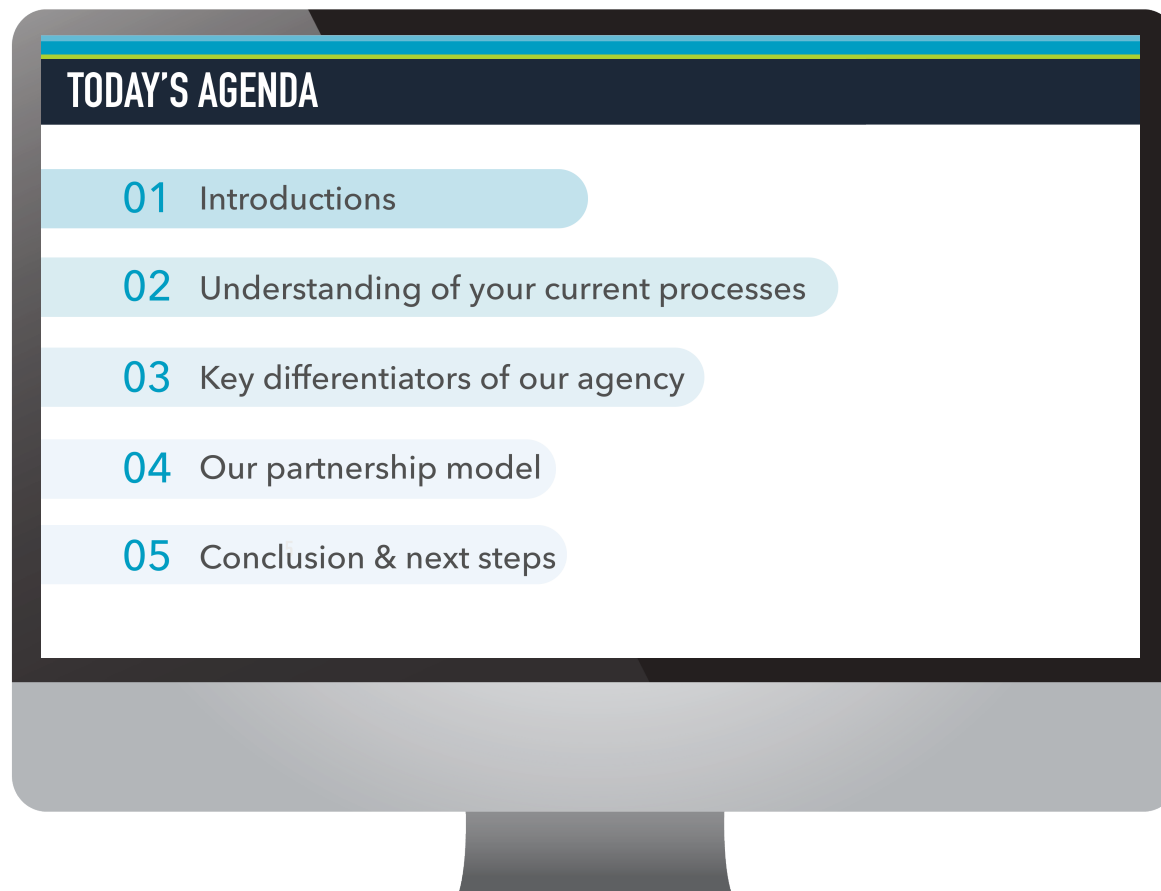 TODAY’S AGENDA
01 Introductions
02 Understanding of your current processes
03 Key differentiators of our agency
04 Our partnership model
05 Conclusion & next steps